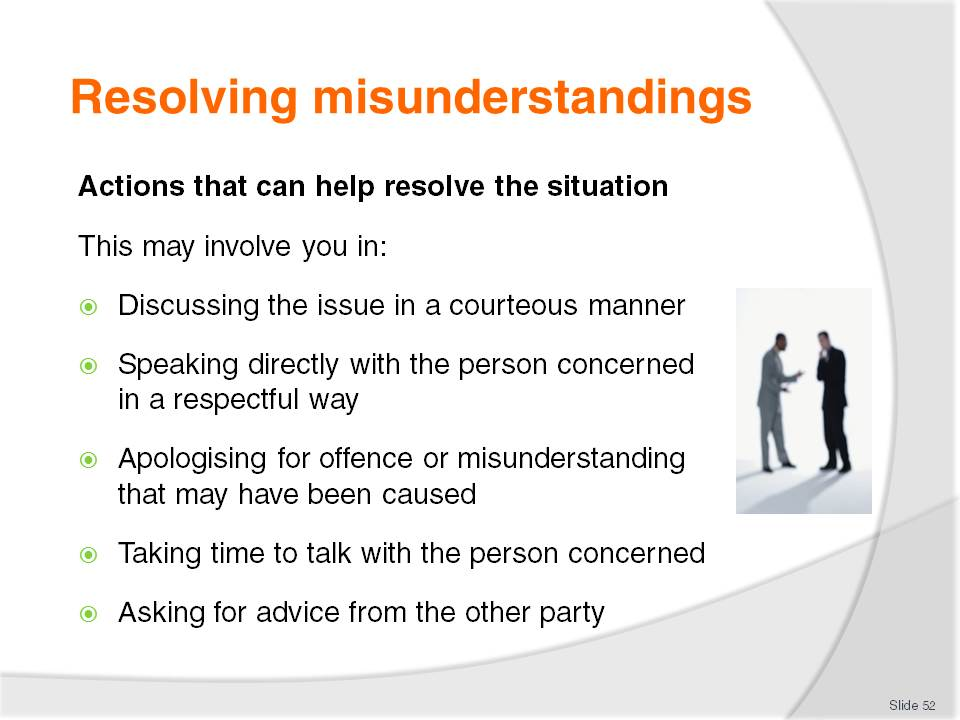 Resolving misunderstandings
Actions that can help resolve the situation
This may involve you in:
Discussing the issue in a courteous manner
Speaking directly with the person concerned
in a respectful way
Apologising for offence or misunderstanding
that may have been caused
Taking time to talk with the person concerned
Asking for advice from the other party
Slide 52